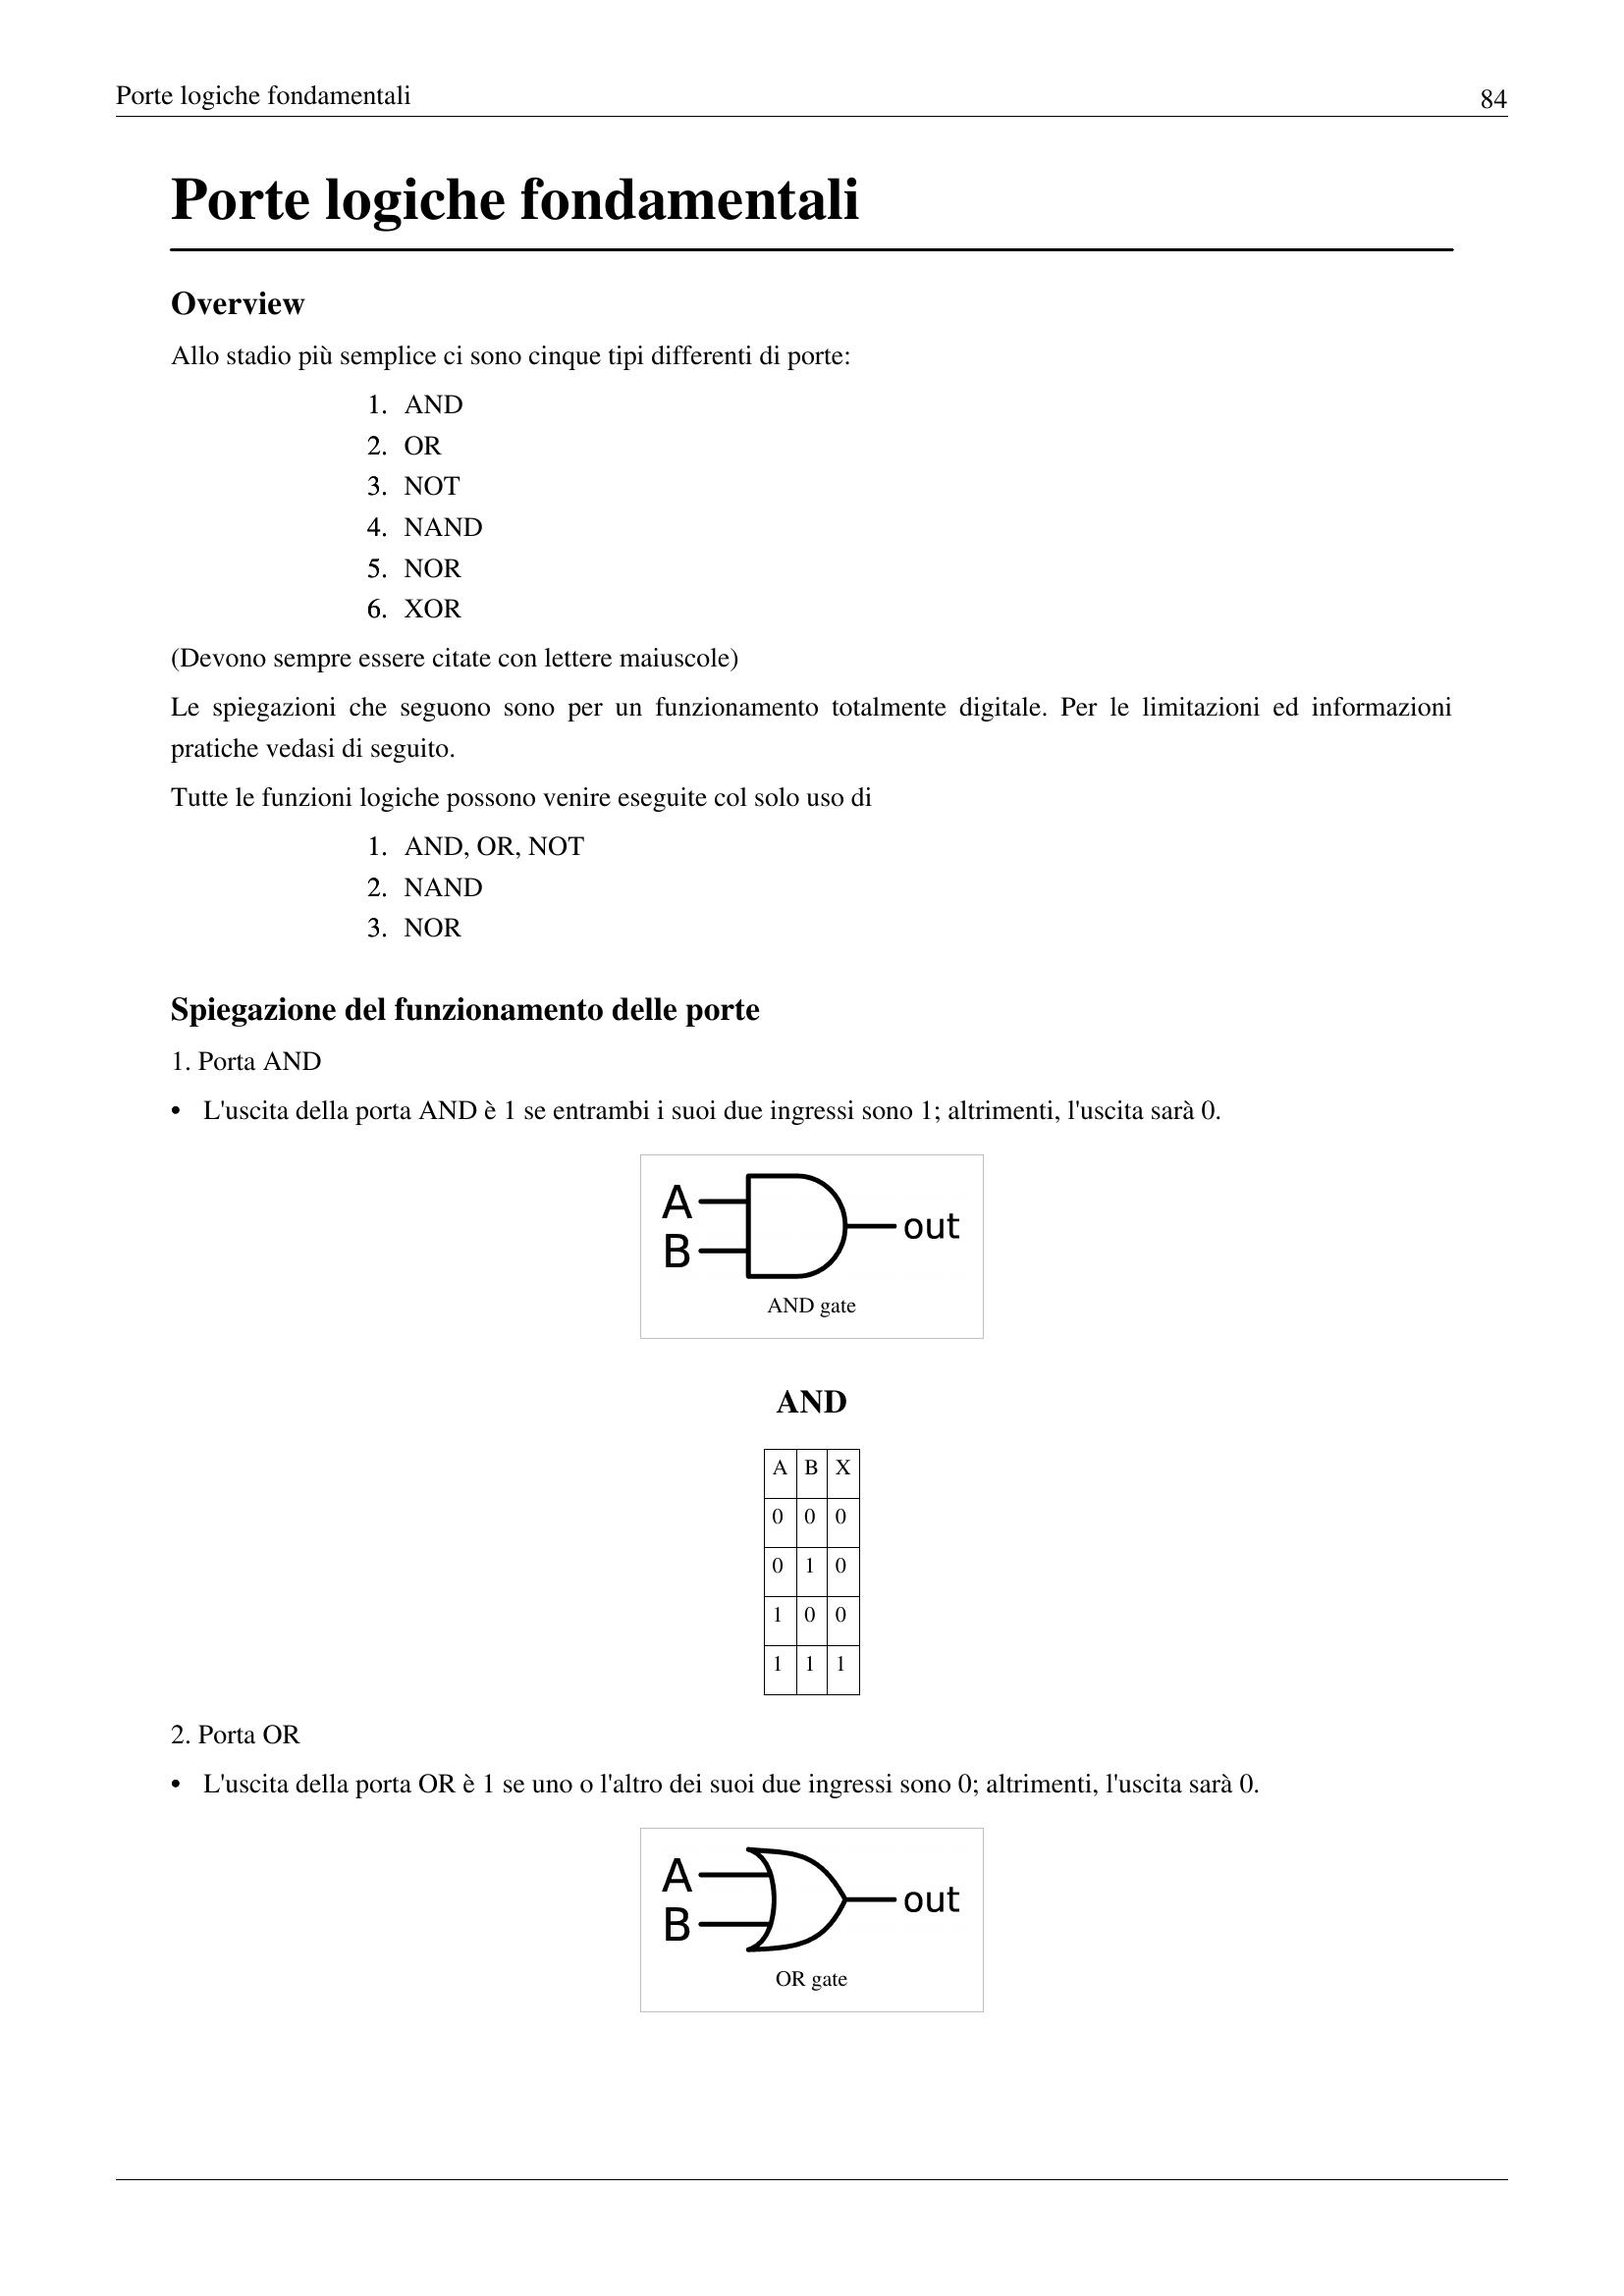 Porte logiche fondamentali 84
Porte logiche fondamentali
Overview
Allo stadio più semplice ci sono cinque tipi differenti di porte:
1. AND
2. OR
3. NOT
4. NAND
5. NOR
6. XOR
(Devono sempre essere citate con lettere maiuscole)
Le spiegazioni che seguono sono per un funzionamento totalmente digitale. Per le limitazioni ed informazioni
pratiche vedasi di seguito.
Tutte le funzioni logiche possono venire eseguite col solo uso di
1. AND, OR, NOT
2. NAND
3. NOR
Spiegazione del funzionamento delle porte
1. Porta AND
• L'uscita della porta AND è 1 se entrambi i suoi due ingressi sono 1; altrimenti, l'uscita sarà 0.
A
B
out
AND gate
AND
A B X
0 0 0
0 1 0
1 0 0
1 1 1
2. Porta OR
• L'uscita della porta OR è 1 se uno o l'altro dei suoi due ingressi sono 0; altrimenti, l'uscita sarà 0.
A
B
out
OR gate